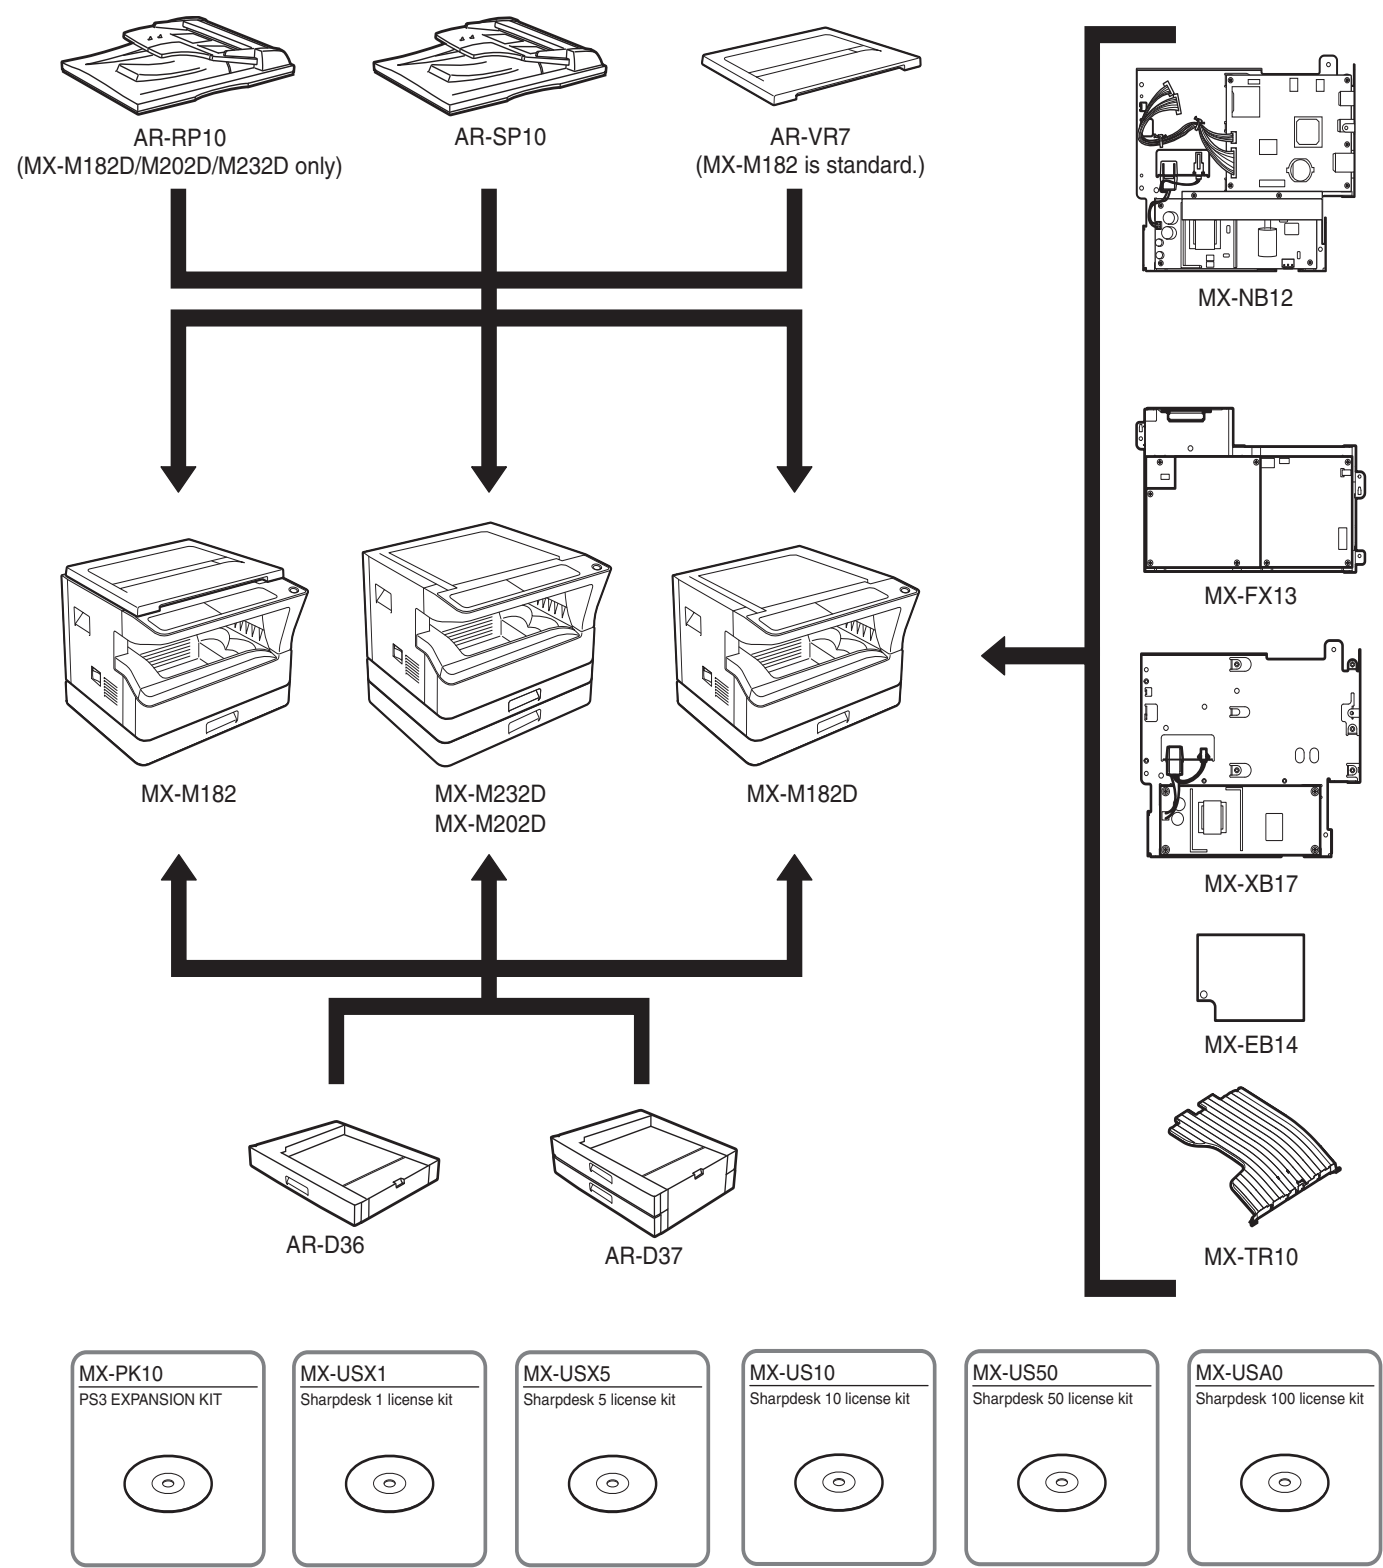 AR-RP10
(MX-M182D/M202D/M232D only)
AR-SP10
AR-VR7
(MX-M182 is standard.)
MX-NB12
MX-FX13
MX-XB17
MX-EB14
MX-TR10
MX-M182
MX-M232D
MX-M202D
MX-M182D
AR-D36
AR-D37
MX-PK10
PS3 EXPANSION KIT
MX-USX1
Sharpdesk 1 license kit
MX-USX5
Sharpdesk 5 license kit
MX-US10
Sharpdesk 10 license kit
MX-US50
Sharpdesk 50 license kit
MX-USA0
Sharpdesk 100 license kit